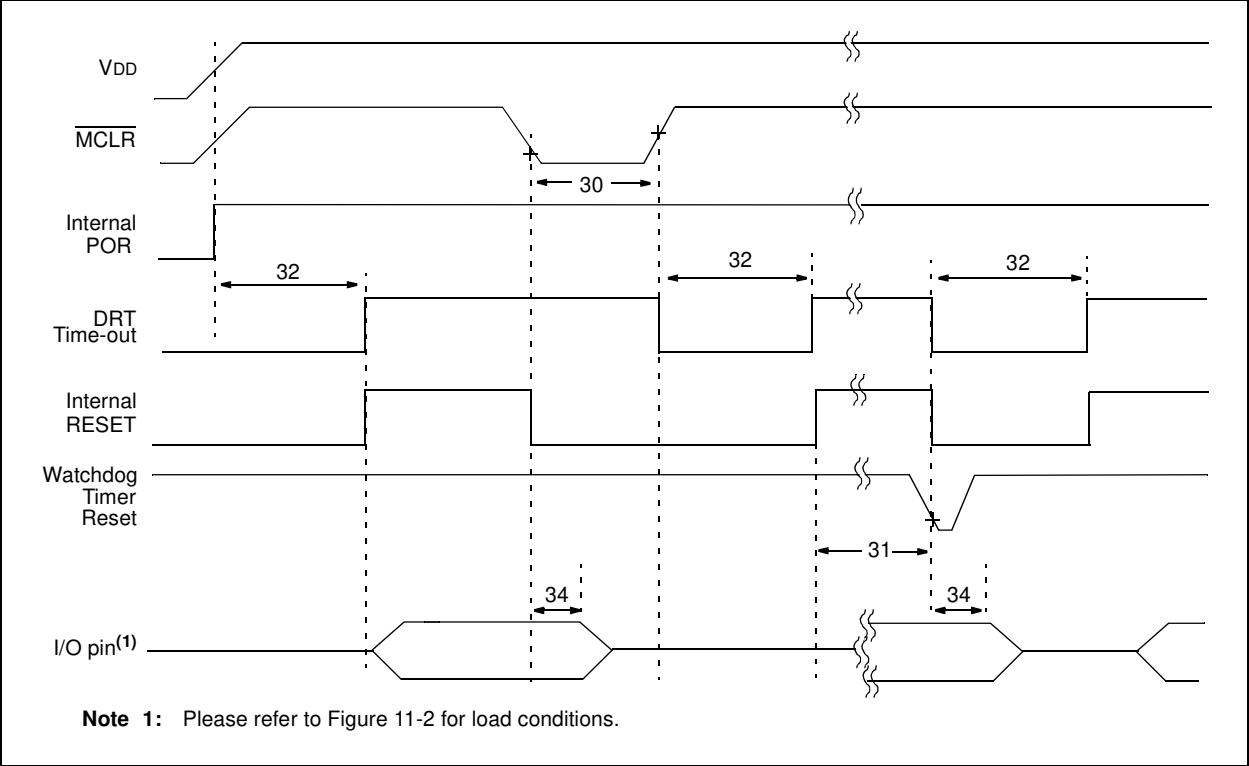 VDD
MCLR
30
Internal
POR
32
32
32
DRT
Time-out
Internal
RESET
Watchdog
Timer
Reset
31
34
34
I/O pin(1)
Note 1: Please refer to Figure 11-2 for load conditions.